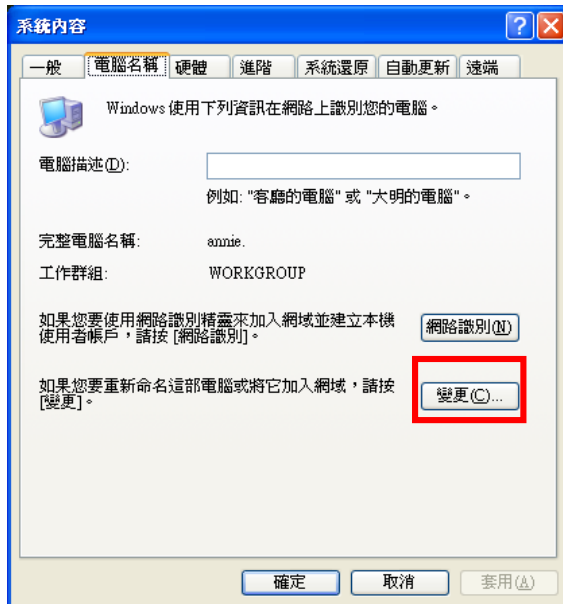 系統內容
一般 電腦名稱 硬體 進階 系統還原 自動更新 遠端
Windows 使用下列資訊在網路上識別您的電腦。
電腦描述(D):
例如: "客廳的電腦" 或 "大明的電腦"。
完整電腦名稱: annie.
工作群組: WORKGROUP
如果您要使用網路識別精靈來加入網域並建立本機
使用者帳戶，請按 [網路識別]。
網路識別(N)
如果您要重新命名這部電腦或將它加入網域，請按
[變更]。
變更(C)...
確定 取消 套用(A)